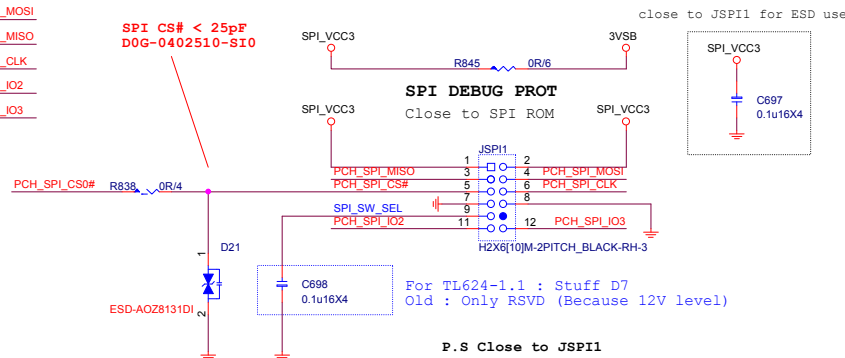 _MOSI
_MISO
_CLK
_IO2
_IO3
SPI CS# < 25pF
D0G-0402510-SI0
SPI_VCC3
3VSB
R845
0R/6
close to JSPI1 for ESD use
SPI_VCC3
C697
0.1u16X4
SPI DEBUG PROT
Close to SPI ROM
SPI_VCC3
SPI_VCC3
JSPI1
1
2
PCH_SPI_MISO
3
4
PCH_SPI_MOSI
PCH_SPI_CS#
5
6
PCH_SPI_CLK
7
8
SPI_SW_SEL
9
PCH_SPI_IO2
11
12
PCH_SPI_IO3
H2X6[10]M-2PITCH_BLACK-RH-3
PCH_SPI_CS0#
R838
0R/4
1
D21
2
ESD-AOZ8131DI
C698
0.1u16X4
For TL624-1.1 : Stuff D7
Old : Only RSVD (Because 12V level)
P.S Close to JSPI1